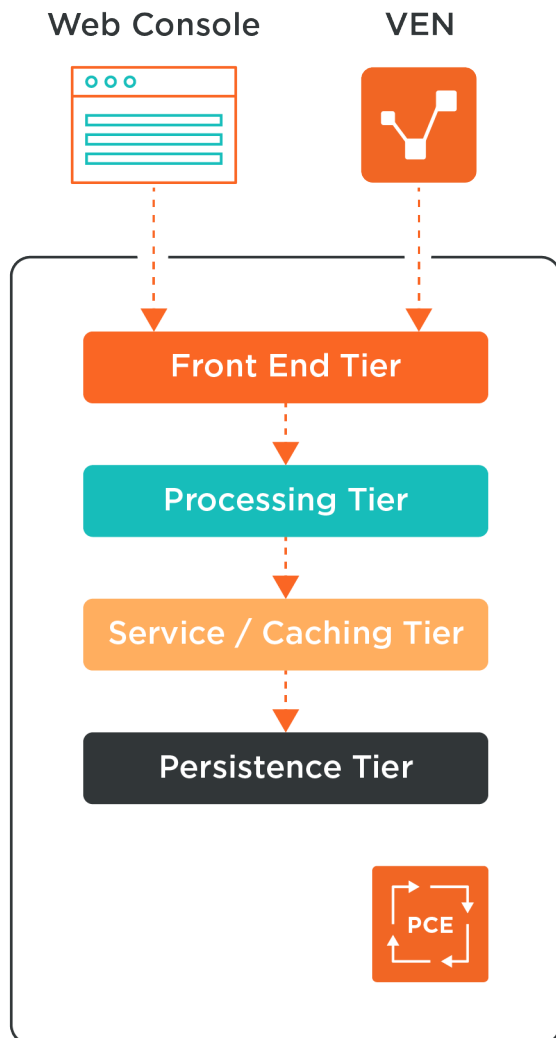 Web Console
VEN
Front End Tier
Processing Tier
Service / Caching Tier
Persistence Tier
PCE